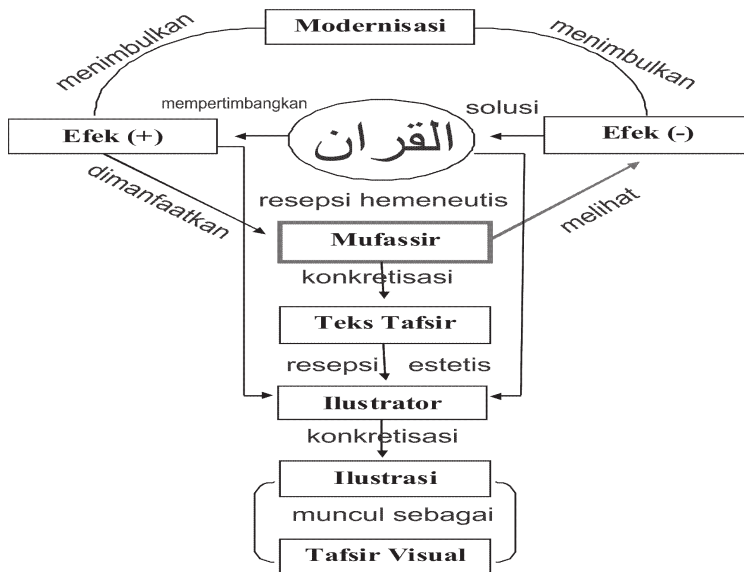 Modernisasi
menimbulkan
menimbulkan
mempertimbangkan
solusi
Efek (+)
القران
Efek (-)
dimanfaatkan
resepsi hemeneutis
melihat
Mufassir
konkretisasi
Teks Tafsir
resepsi estetis
Ilustrator
konkretisasi
Ilustrasi
muncul sebagai
Tafsir Visual